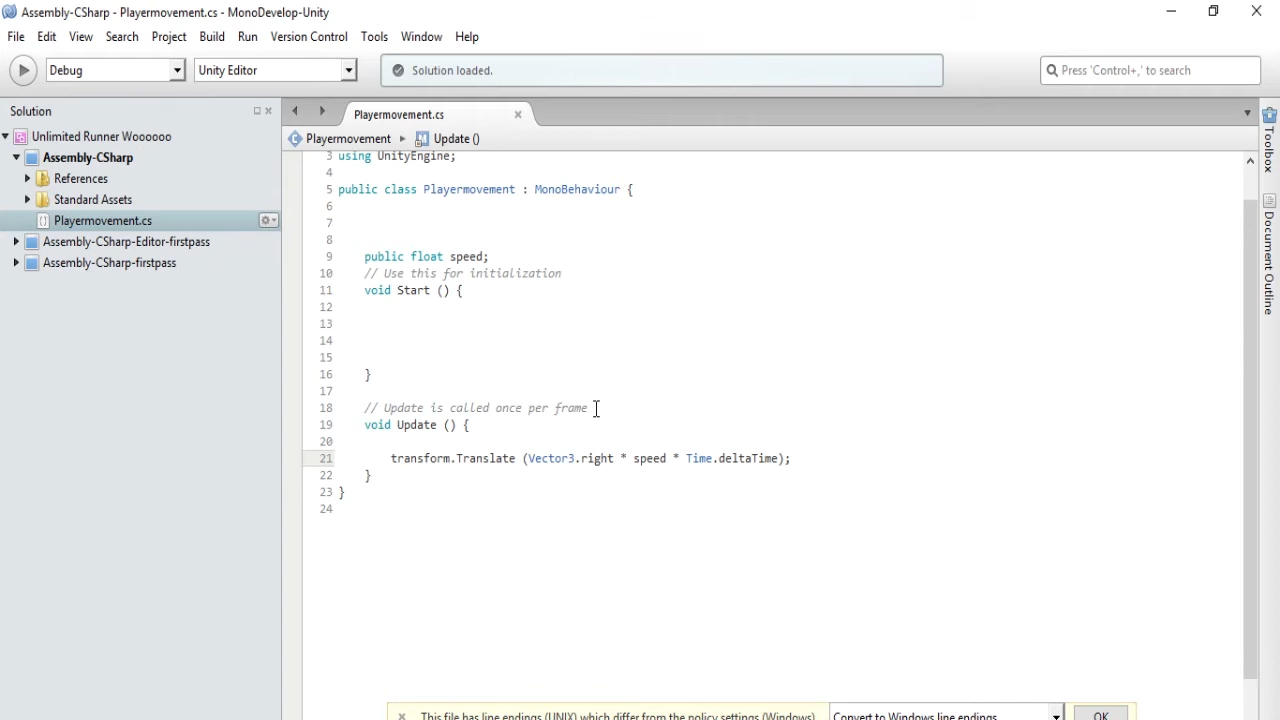 Assembly-CSharp - Playermovement.cs - MonoDevelop-Unity
File Edit View Search Project Build Run Version Control Tools Window Help
Debug Unity Editor Solution loaded. Press 'Control+,' to search
Solution
Unlimited Runner Woooooo
Assembly-CSharp
References
Standard Assets
Playermovement.cs
Assembly-CSharp-Editor-firstpass
Assembly-CSharp-firstpass
Playermovement.cs
Playermovement Update ()
3 using UnityEngine;
4
5 public class Playermovement : MonoBehaviour {
6
7
8
9 public float speed;
10 // Use this for initialization
11 void Start () {
12
13
14
15
16 }
17
18 // Update is called once per frame
19 void Update () {
20
21 transform.Translate (Vector3.right * speed * Time.deltaTime);
22 }
23 }
24
This file has line endings (UNIX) which differ from the policy settings (Windows). Convert to Windows line endings OK
Toolbox
Document Outline